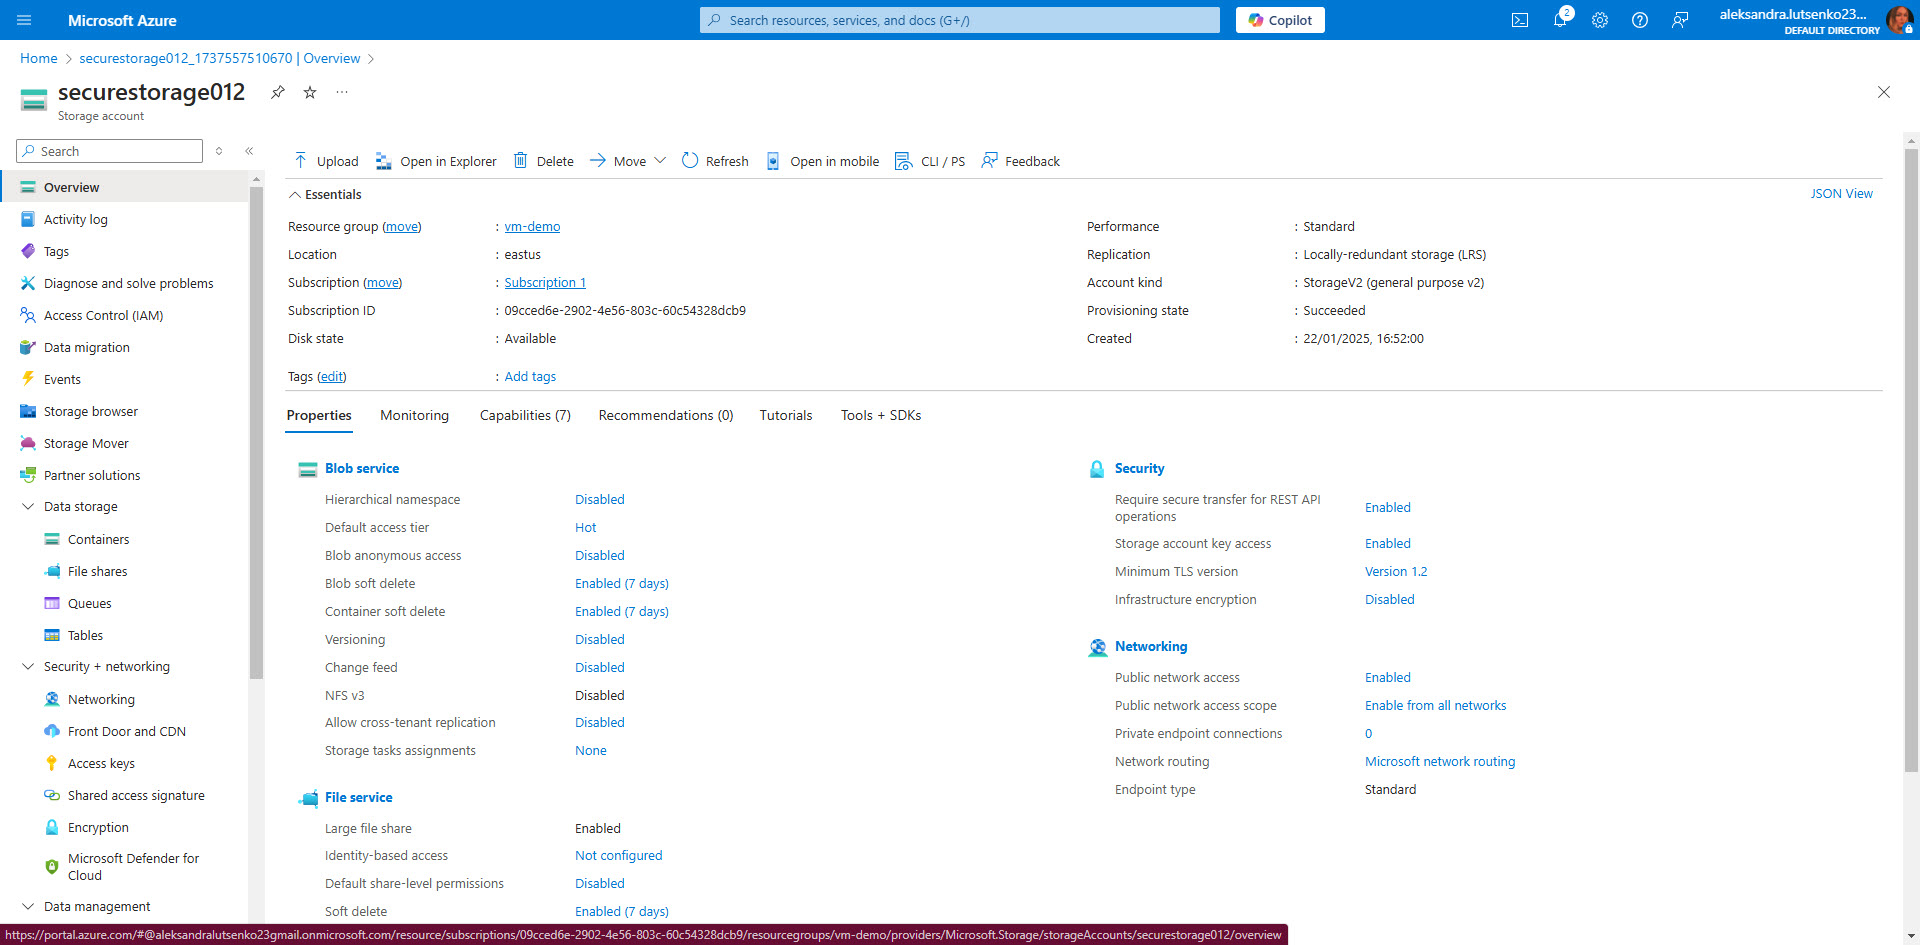 Microsoft Azure
Search resources, services, and docs (G+/)
Copilot
2
aleksandra.lutsenko23...
DEFAULT DIRECTORY
Home
securestorage012_1737557510670 | Overview
securestorage012
...
Storage account
Search
Overview
Activity log
Tags
Diagnose and solve problems
Access Control (IAM)
Data migration
Events
Storage browser
Storage Mover
Partner solutions
Data storage
Containers
File shares
Queues
Tables
Security + networking
Networking
Front Door and CDN
Access keys
Shared access signature
Encryption
Microsoft Defender for
Cloud
Data management
Upload
Open in Explorer
Delete
Move
Refresh
Open in mobile
CLI / PS
Feedback
Essentials
JSON View
Resource group (move) : vm-demo
Location : eastus
Subscription (move) : Subscription 1
Subscription ID : 09cced6e-2902-4e56-803c-60c54328dcb9
Disk state : Available
Tags (edit) : Add tags
Performance : Standard
Replication : Locally-redundant storage (LRS)
Account kind : StorageV2 (general purpose v2)
Provisioning state : Succeeded
Created : 22/01/2025, 16:52:00
Properties
Monitoring
Capabilities (7)
Recommendations (0)
Tutorials
Tools + SDKs
Blob service
Hierarchical namespace Disabled
Default access tier Hot
Blob anonymous access Disabled
Blob soft delete Enabled (7 days)
Container soft delete Enabled (7 days)
Versioning Disabled
Change feed Disabled
NFS v3 Disabled
Allow cross-tenant replication Disabled
Storage tasks assignments None
File service
Large file share Enabled
Identity-based access Not configured
Default share-level permissions Disabled
Soft delete Enabled (7 days)
Security
Require secure transfer for REST API
operations Enabled
Storage account key access Enabled
Minimum TLS version Version 1.2
Infrastructure encryption Disabled
Networking
Public network access Enabled
Public network access scope Enable from all networks
Private endpoint connections 0
Network routing Microsoft network routing
Endpoint type Standard
https://portal.azure.com/#@aleksandralutsenko23gmail.onmicrosoft.com/resource/subscriptions/09cced6e-2902-4e56-803c-60c54328dcb9/resourcegroups/vm-demo/providers/Microsoft.Storage/storageAccounts/securestorage012/overview